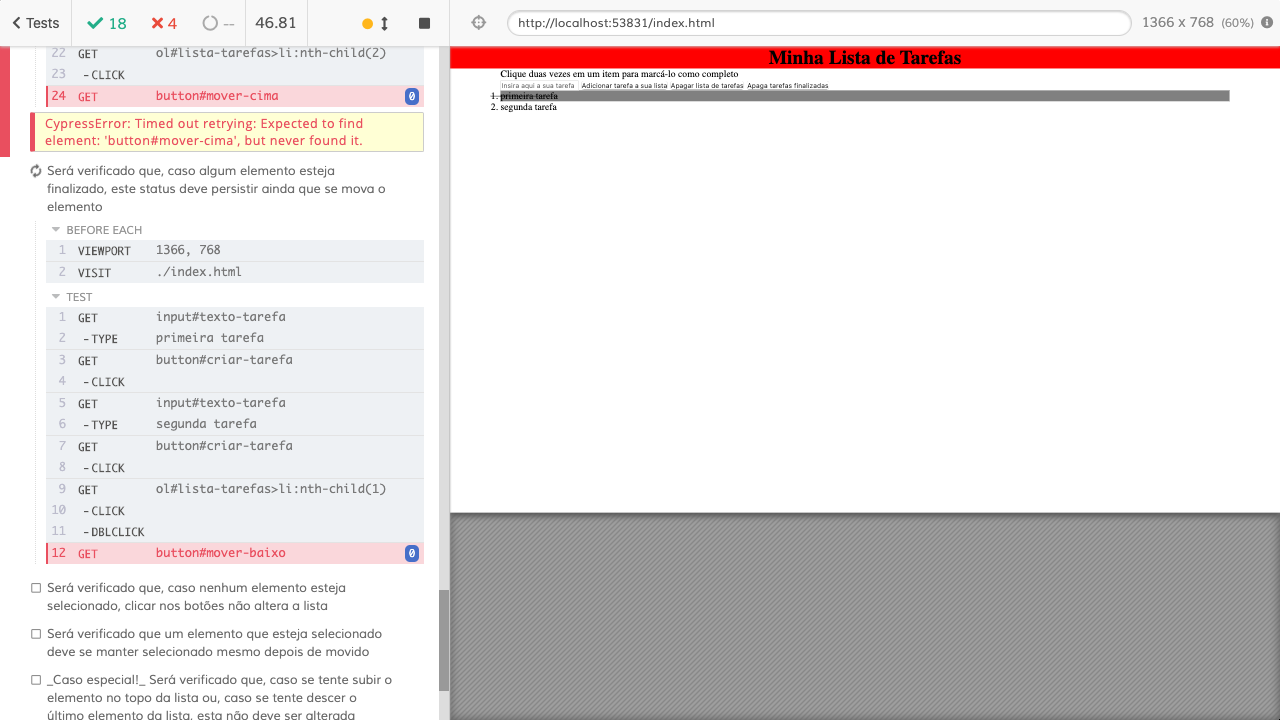 Tests 18 4 -- 46.81 http://localhost:53831/index.html 1366 x 768 (60%)
22 GET ol#lista-tarefas>li:nth-child(2)
23 -CLICK
24 GET button#mover-cima 0
CypressError: Timed out retrying: Expected to find
element: 'button#mover-cima', but never found it.
Será verificado que, caso algum elemento esteja
finalizado, este status deve persistir ainda que se mova o
elemento
BEFORE EACH
1 VIEWPORT 1366, 768
2 VISIT ./index.html
TEST
1 GET input#texto-tarefa
2 -TYPE primeira tarefa
3 GET button#criar-tarefa
4 -CLICK
5 GET input#texto-tarefa
6 -TYPE segunda tarefa
7 GET button#criar-tarefa
8 -CLICK
9 GET ol#lista-tarefas>li:nth-child(1)
10 -CLICK
11 -DBLCLICK
12 GET button#mover-baixo 0
Será verificado que, caso nenhum elemento esteja
selecionado, clicar nos botões não altera a lista
Será verificado que um elemento que esteja selecionado
deve se manter selecionado mesmo depois de movido
_Caso especial!_ Será verificado que, caso se tente subir o
elemento no topo da lista ou, caso se tente descer o
último elemento da lista, esta não deve ser alterada
Minha Lista de Tarefas
Clique duas vezes em um item para marcá-lo como completo
Insira aqui a sua tarefa Adicionar tarefa a sua lista Apagar lista de tarefas Apaga tarefas finalizadas
1. primeira tarefa
2. segunda tarefa